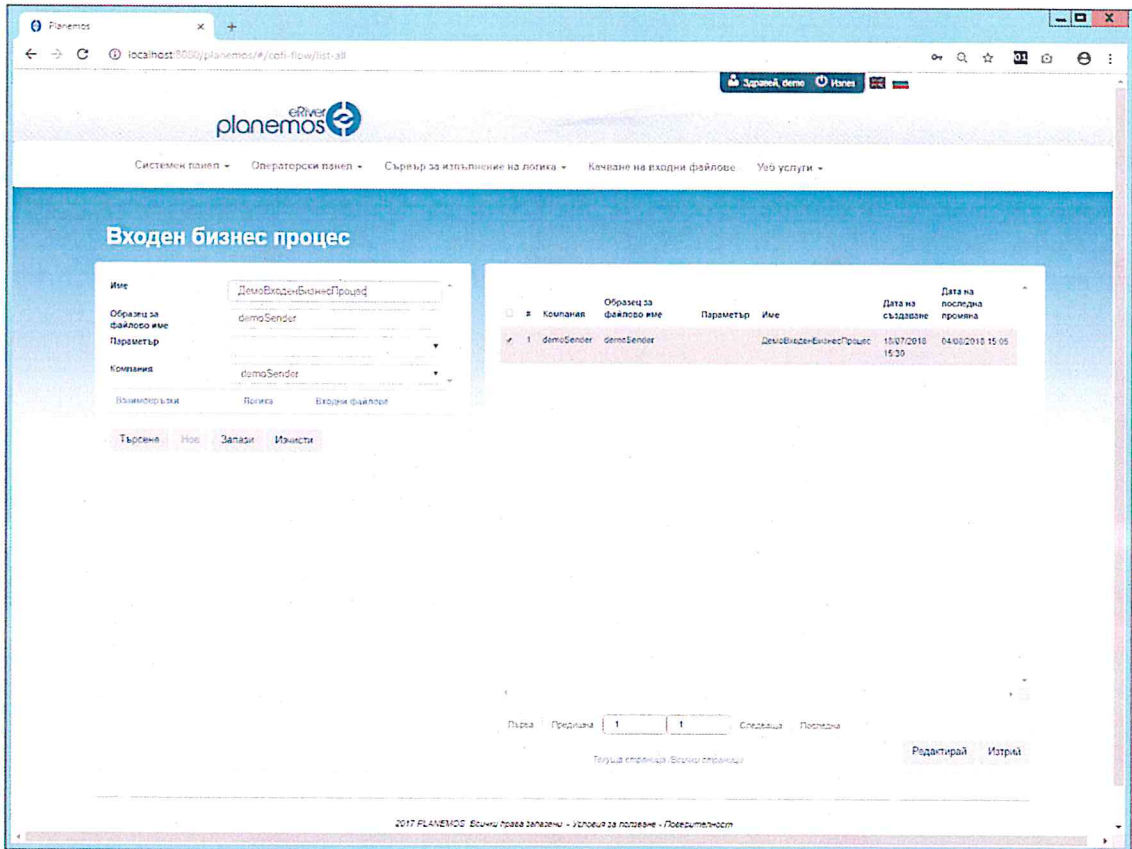 Planemos
localhost:8080/planemos/#/cofi-flow/list-all
01
Здравей, demo Излез
eRiver
planemos
Системен панел Операторски панел Сървър за изпълнение на логика Качване на входни файлове Уеб услуги
Входен бизнес процес
Име ДемоВходенБизнесПроцес
Образец за файлово име demoSender
Параметър
Компания demoSender
Взаимовръзки Логика Входни файлове
Търсене Нов Запази Изчисти
# Компания Образец за файлово име Параметър Име Дата на създаване Дата на последна промяна
1 demoSender demoSender ДемоВходенБизнесПроцес 18/07/2018 15:30 04/08/2018 15:05
Първа Предишна 1 1 Следваща Последна
Текуща страница /Всички страници
Редактирай Изтрий
2017 PLANEMOS Всички права запазени - Условия за ползване - Поверителност